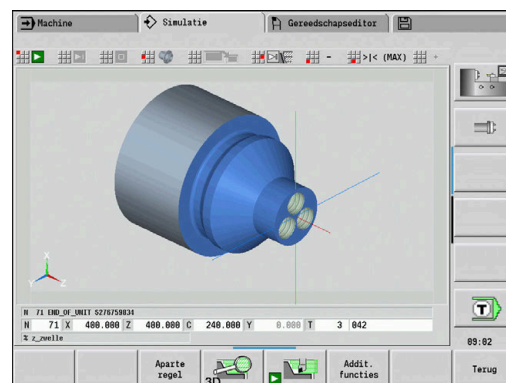 Machine Simulatie Gereedschapseditor
- >|< (MAX) +
X
Y Z
N 71 END_OF_UNIT S276759834
N 71 X 400.000 Z 400.000 C 240.000 Y 0.000 T 3 042
% z_zwelle
T
09:02
Aparte regel
3D
Addit. functies
Terug